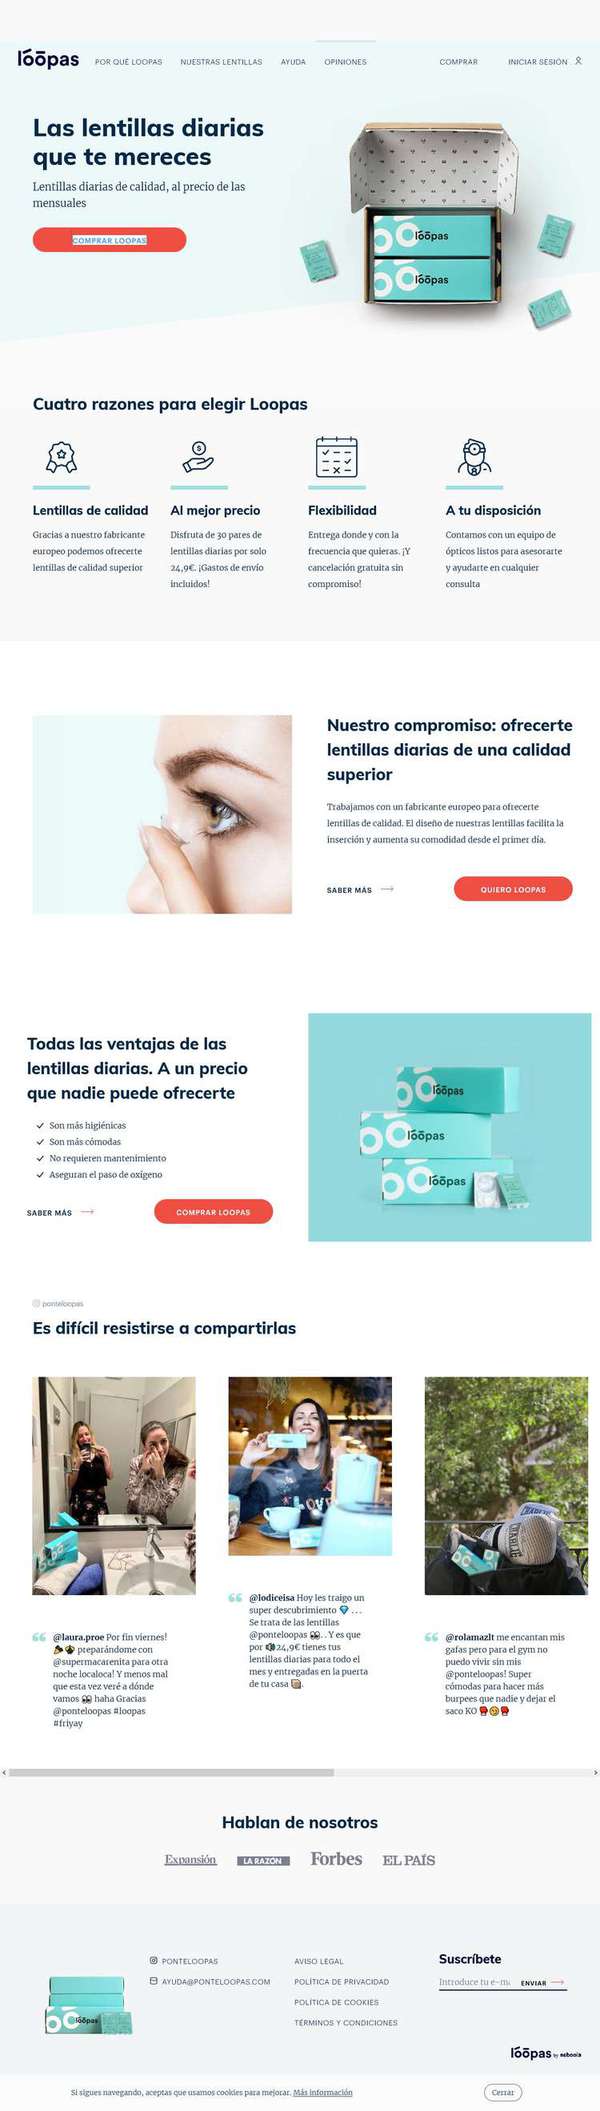 lōōpas
POR QUÉ LOOPAS NUESTRAS LENTILLAS AYUDA OPINIONES COMPRAR INICIAR SESIÓN
Las lentillas diarias
que te mereces
Lentillas diarias de calidad, al precio de las
mensuales
COMPRAR LOOPAS
lōōpas
lōōpas
Cuatro razones para elegir Loopas
Lentillas de calidad
Gracias a nuestro fabricante
europeo podemos ofrecerte
lentillas de calidad superior
Al mejor precio
Disfruta de 30 pares de
lentillas diarias por solo
24,9€. ¡Gastos de envío
incluidos!
Flexibilidad
Entrega donde y con la
frecuencia que quieras. ¡Y
cancelación gratuita sin
compromiso!
A tu disposición
Contamos con un equipo de
ópticos listos para asesorarte
y ayudarte en cualquier
consulta
Nuestro compromiso: ofrecerte
lentillas diarias de una calidad
superior
Trabajamos con un fabricante europeo para ofrecerte
lentillas de calidad. El diseño de nuestras lentillas facilita la
inserción y aumenta su comodidad desde el primer día.
SABER MÁS QUIERO LOOPAS
Todas las ventajas de las
lentillas diarias. A un precio
que nadie puede ofrecerte
Son más higiénicas
Son más cómodas
No requieren mantenimiento
Aseguran el paso de oxígeno
SABER MÁS COMPRAR LOOPAS
lōōpas
lōōpas
lōōpas
ponteloopas
Es difícil resistirse a compartirlas
@laura.proe Por fin viernes!
🎉 preparándome con
@supermacarenita para otra
noche localoca! Y menos mal
que esta vez veré a dónde
vamos 👀 haha Gracias
@ponteloopas #loopas
#friyay
@lodiceisa Hoy les traigo un
super descubrimiento 💎 . . .
Se trata de las lentillas
@ponteloopas 👀. . Y es que
por 24,9€ tienes tus
lentillas diarias para todo el
mes y entregadas en la puerta
de tu casa 📦.
CHARLIE
CHARLIE
@rolamazlt me encantan mis
gafas pero para el gym no
puedo vivir sin mis
@ponteloopas! Super
cómodas para hacer más
burpees que nadie y dejar el
saco KO 🥊😉🥊
Hablan de nosotros
Expansión LA RAZÓN Forbes EL PAÍS
lōōpas
PONTELOOPAS
AYUDA@PONTELOOPAS.COM
AVISO LEGAL
POLÍTICA DE PRIVACIDAD
POLÍTICA DE COOKIES
TÉRMINOS Y CONDICIONES
Suscríbete
Introduce tu e-m ENVIAR
lōōpas by nebooia
Si sigues navegando, aceptas que usamos cookies para mejorar. Más información Cerrar